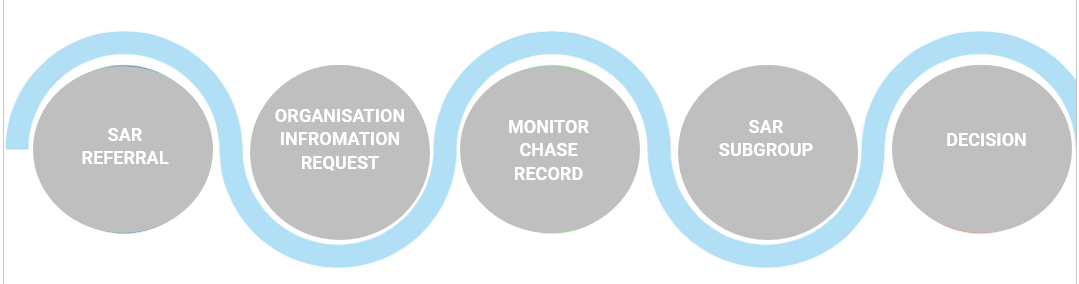 SAR
REFERRAL
ORGANISATION
INFROMATION
REQUEST
MONITOR
CHASE
RECORD
SAR
SUBGROUP
DECISION